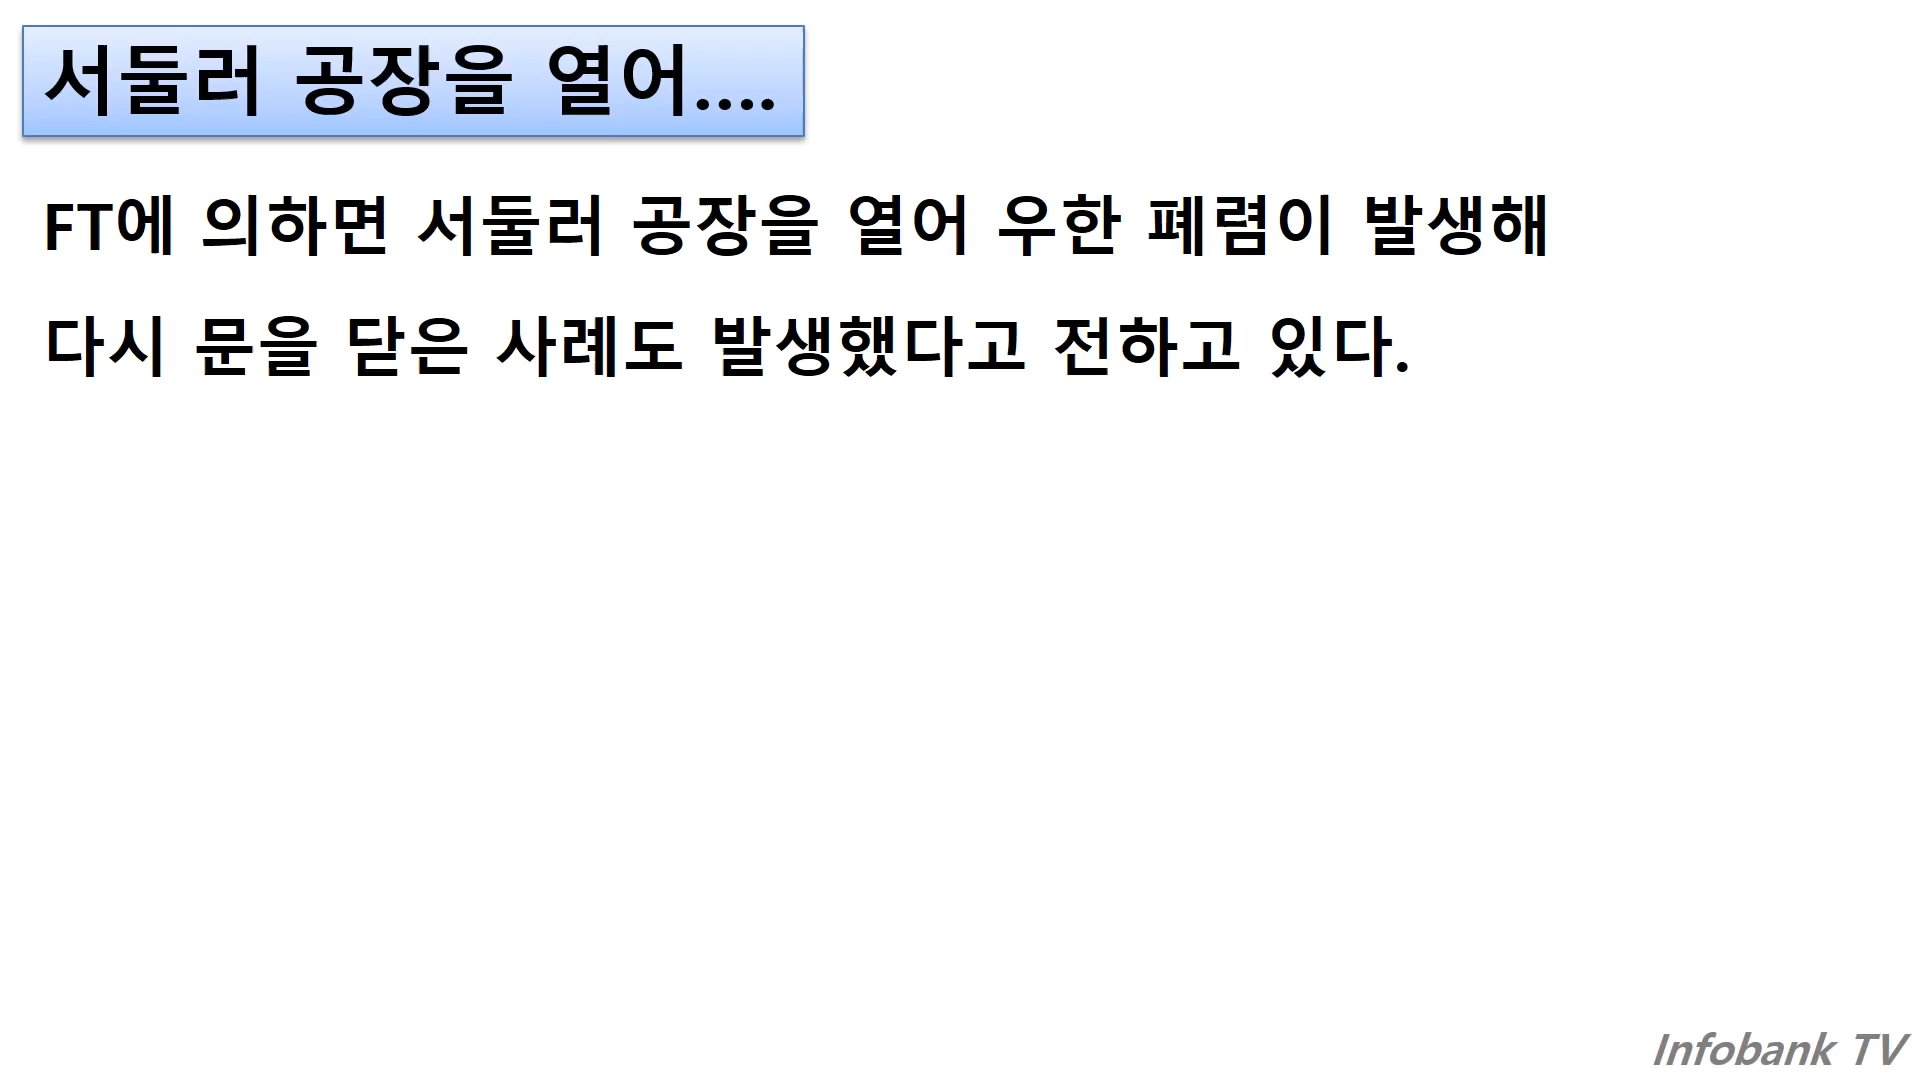 서둘러 공장을 열어....
FT에 의하면 서둘러 공장을 열어 우한 폐렴이 발생해
다시 문을 닫은 사례도 발생했다고 전하고 있다.
Infobank TV